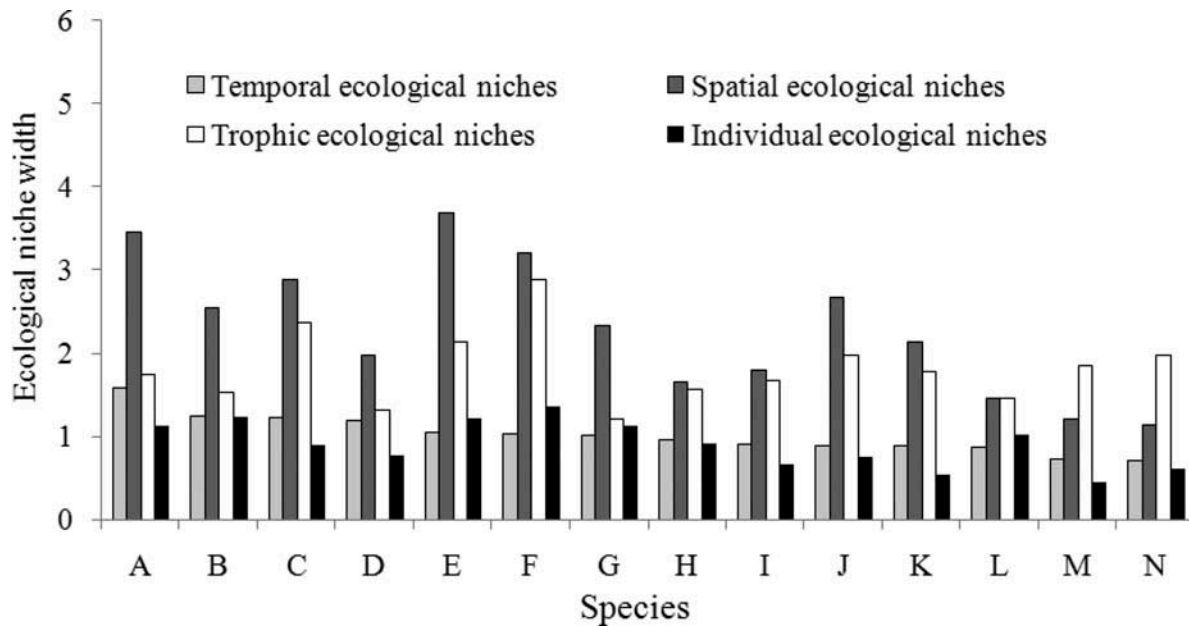 6
5
4
3
2
1
0
Ecological niche width
Temporal ecological niches
Spatial ecological niches
Trophic ecological niches
Individual ecological niches
A B C D E F G H I J K L M N
Species